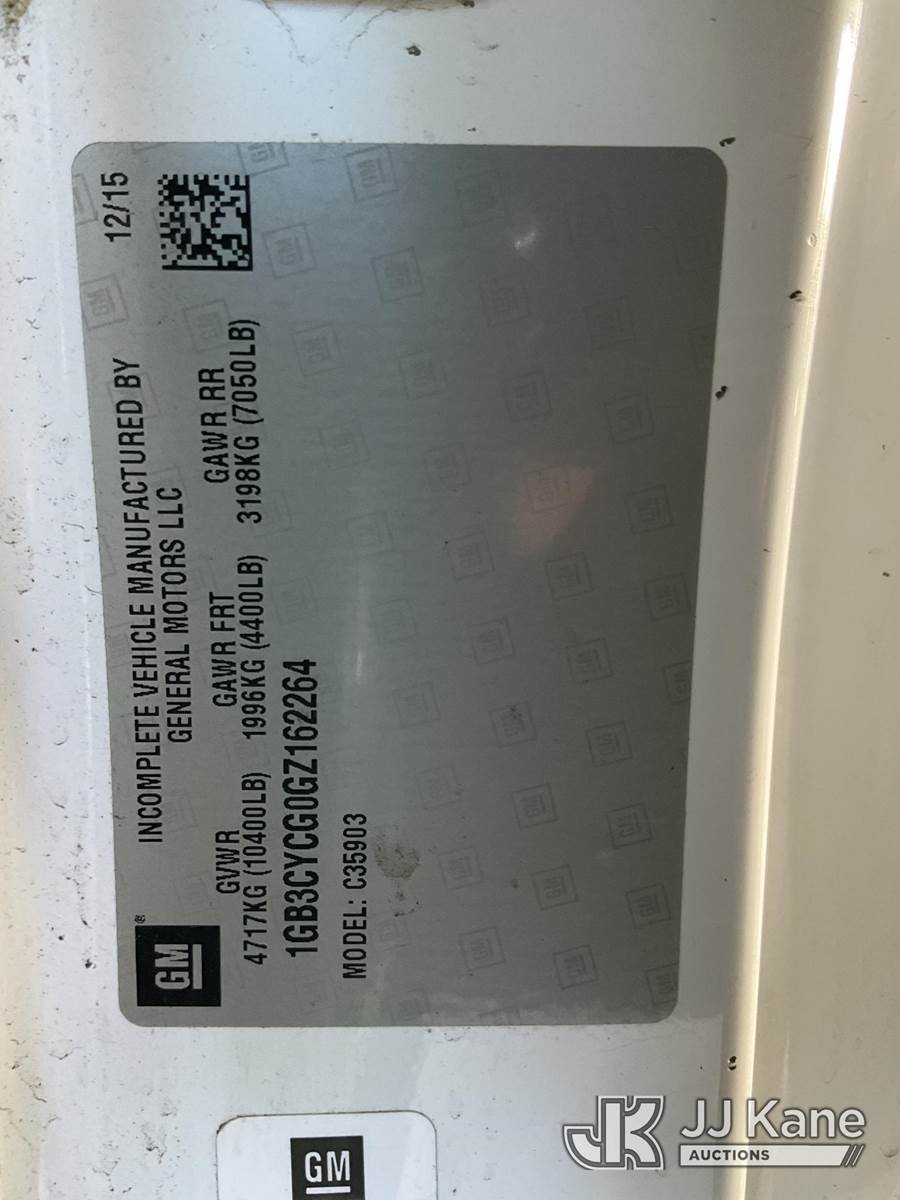 INCOMPLETE VEHICLE MANUFACTURED BY 12/15
GENERAL MOTORS LLC
GM®
GVWR GAWR FRT GAWR RR
4717KG (10400LB) 1996KG (4400LB) 3198KG (7050LB)
1GB3CYCG0GZ162264
MODEL: C35903
GM
JK JJ Kane
AUCTIONS